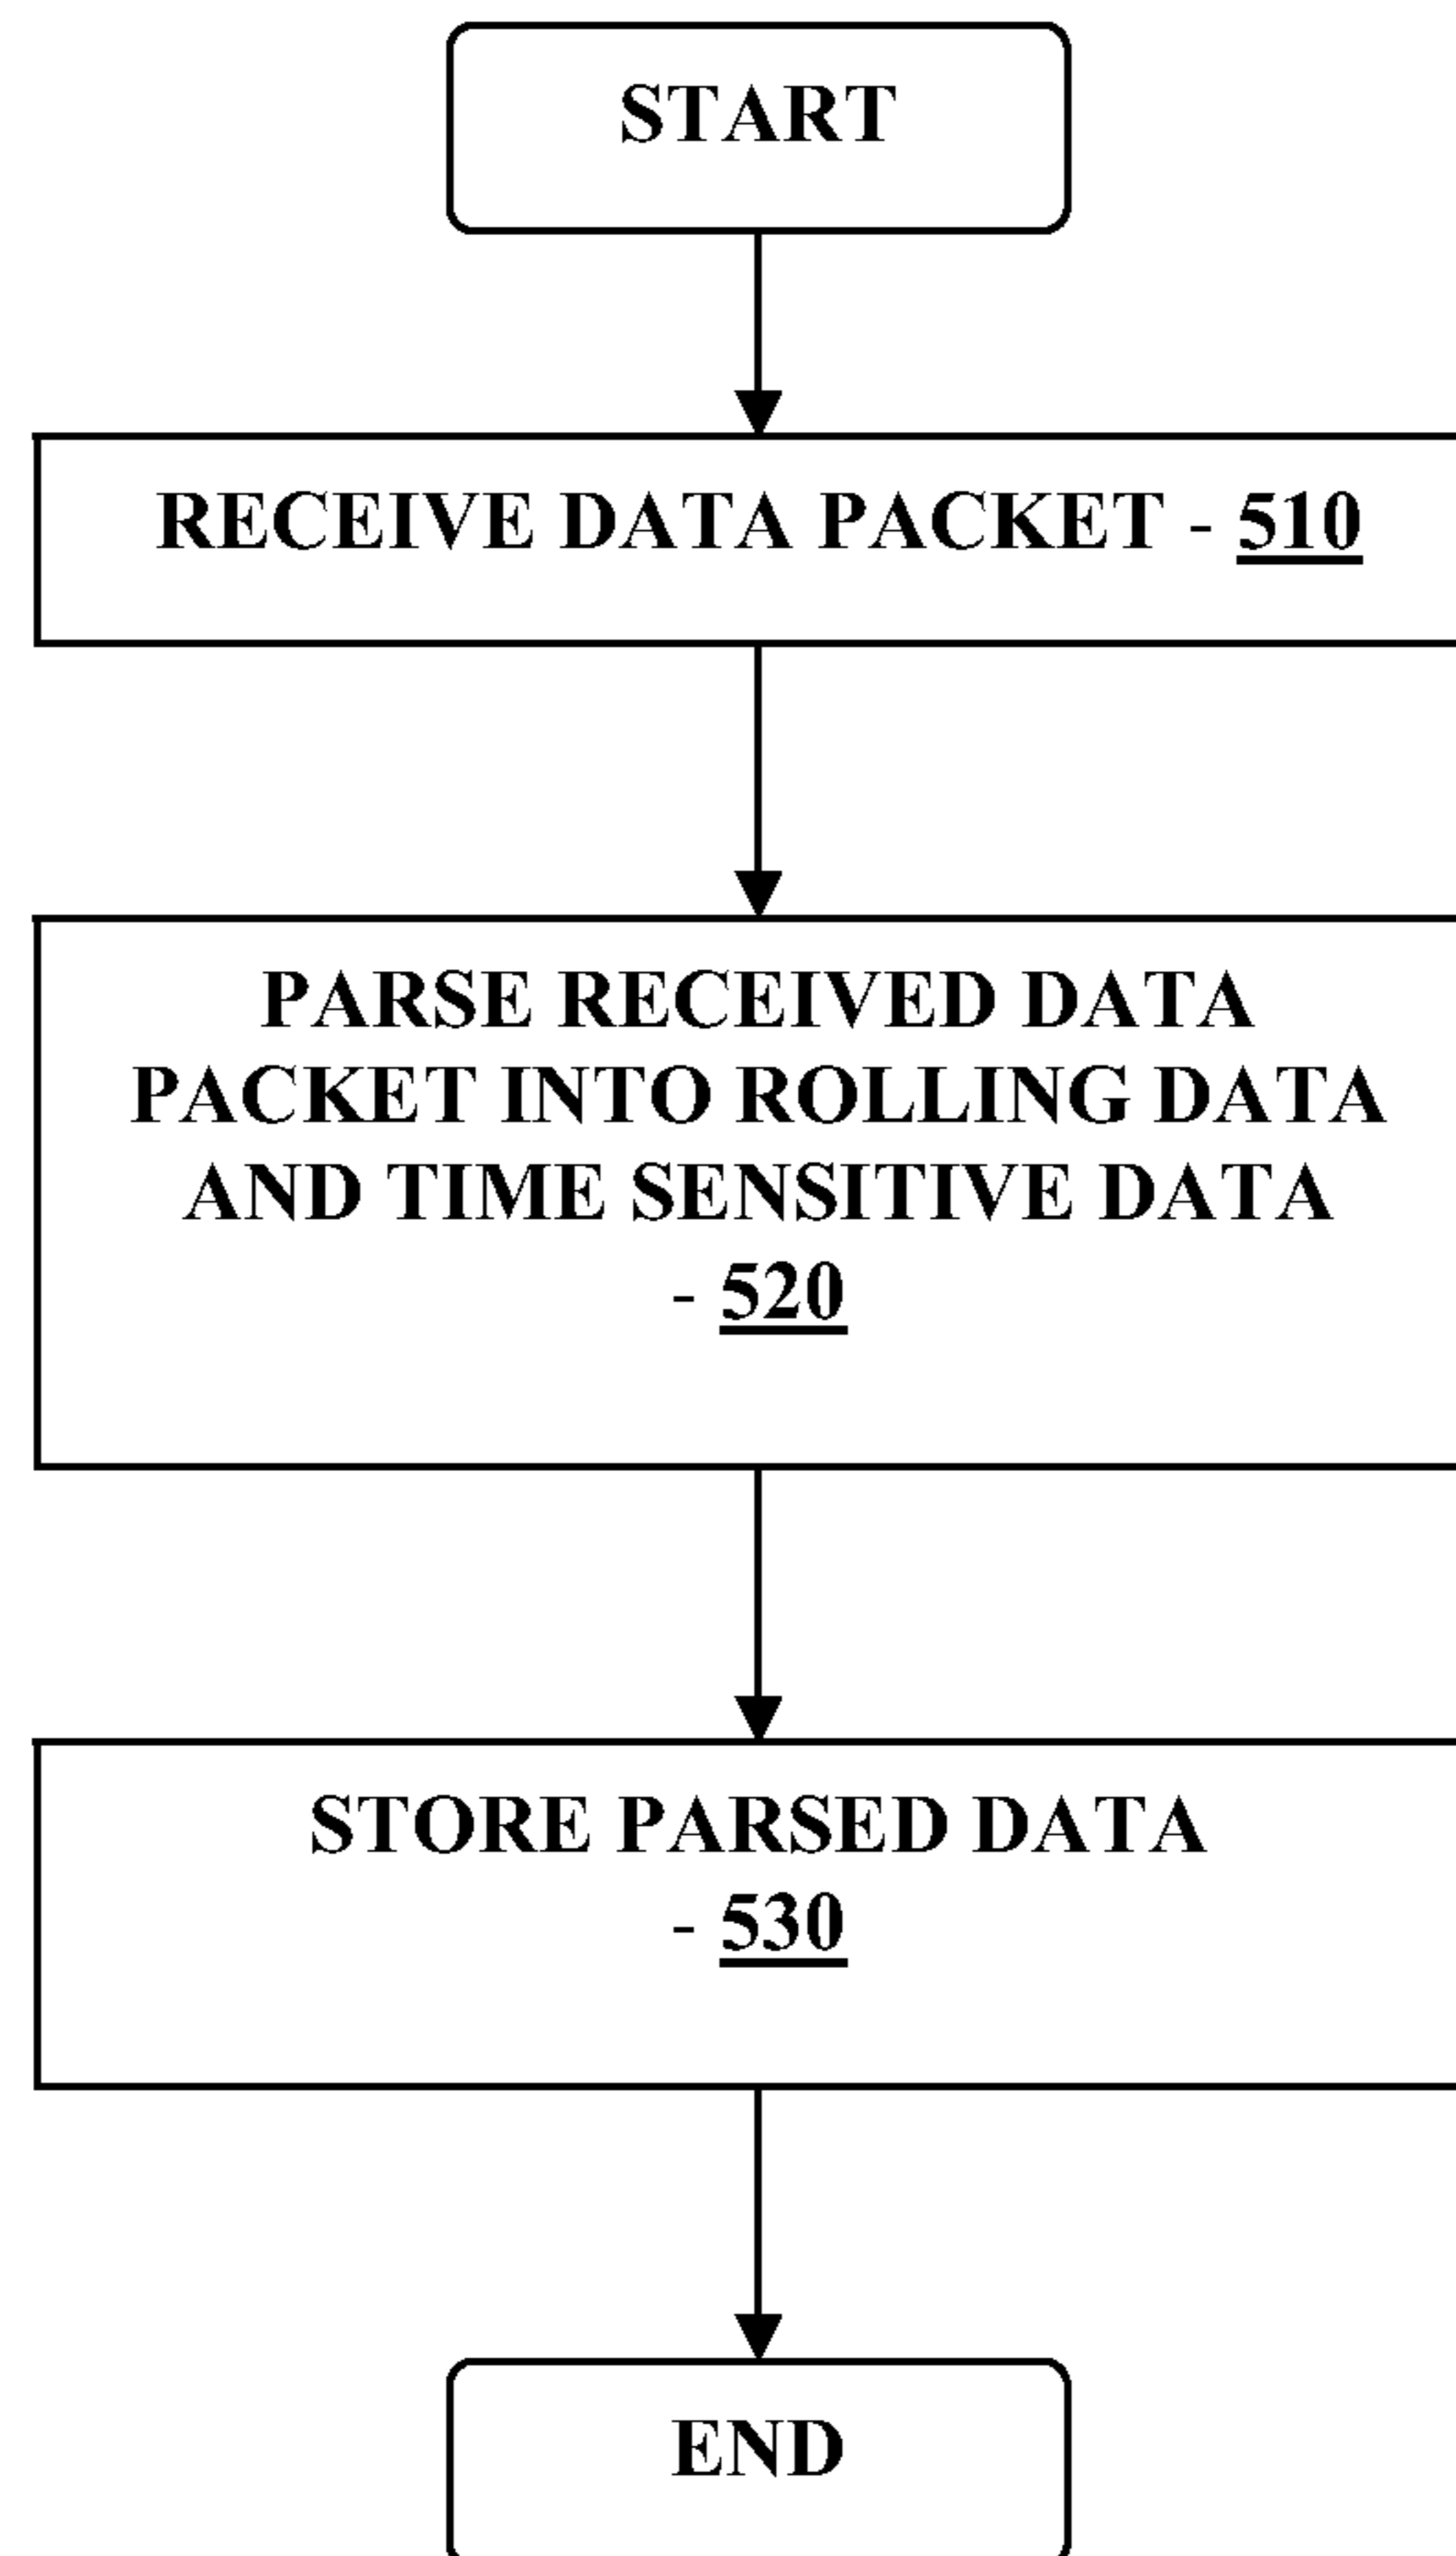 START
RECEIVE DATA PACKET - 510
PARSE RECEIVED DATA
PACKET INTO ROLLING DATA
AND TIME SENSITIVE DATA
- 520
STORE PARSED DATA
- 530
END